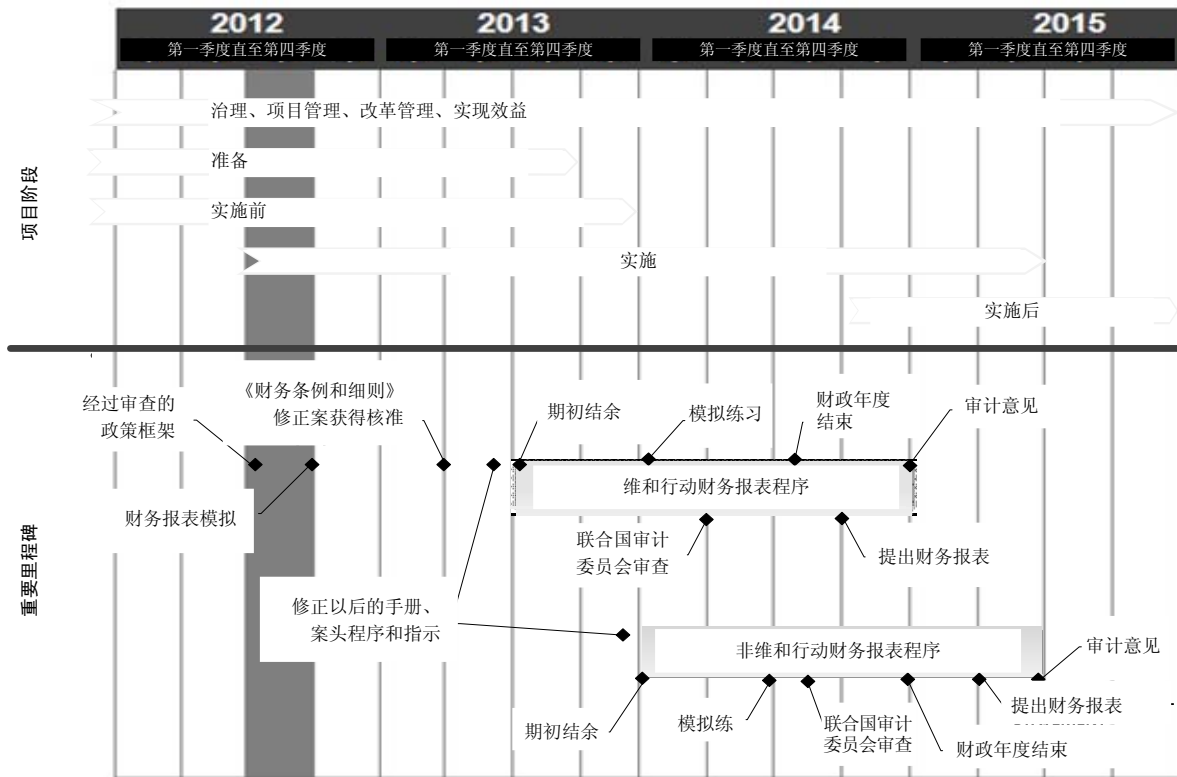 2012
2013
2014
2015
第一季度直至第四季度
第一季度直至第四季度
第一季度直至第四季度
第一季度直至第四季度
项目阶段
治理、项目管理、改革管理、实现效益
准备
实施前
实施
实施后
重要里程碑
经过审查的
政策框架
《财务条例和细则》
修正案获得核准
期初结余
模拟练习
财政年度
结束
审计意见
财务报表模拟
维和行动财务报表程序
联合国审计
委员会审查
提出财务报表
修正以后的手册、
案头程序和指示
非维和行动财务报表程序
审计意见
期初结余
模拟练
联合国审计
委员会审查
财政年度结束
提出财务报表